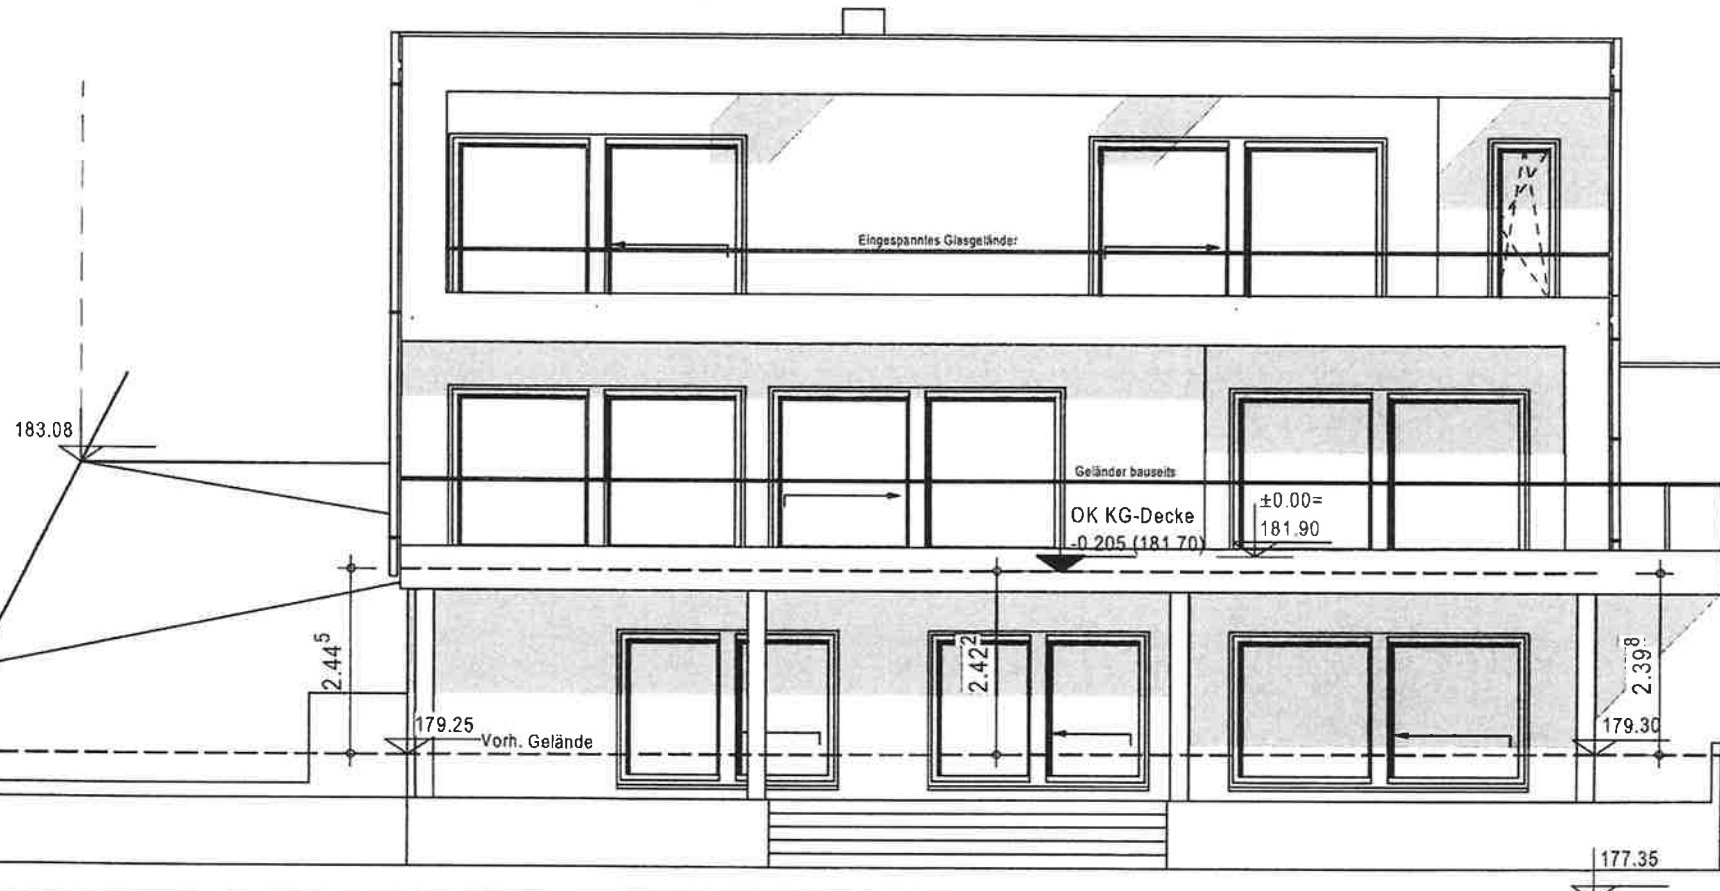 Eingespanntes Glasgeländer
183.08
Geländer bauseits
OK KG-Decke
-0.205 (181.70)
±0.00=
181.90
2.44⁵
2.42²
2.39⁸
179.25
Vorh. Gelände
179.30
177.35